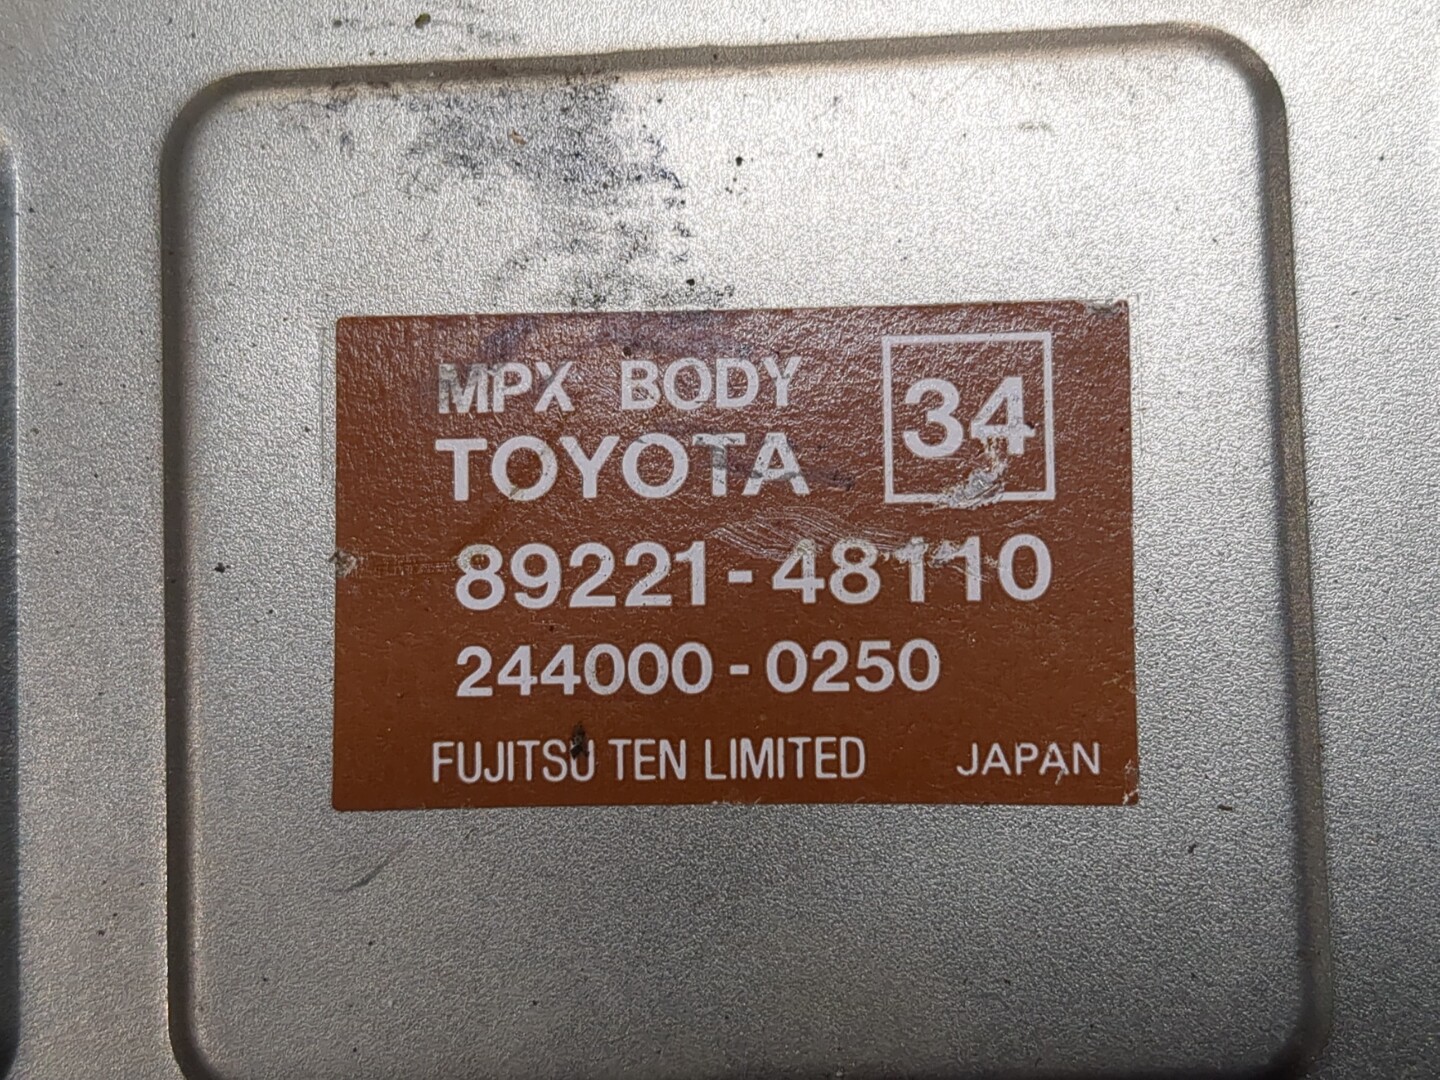 MPX BODY
34
TOYOTA
89221-48110
244000-0250
FUJITSU TEN LIMITED JAPAN